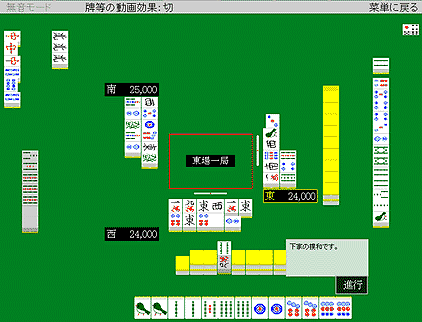 無音モード
牌等の動画効果: 切
菜単に戻る
南 25,000
東場一局
東 24,000
西 24,000
下家の摸和です。
進行